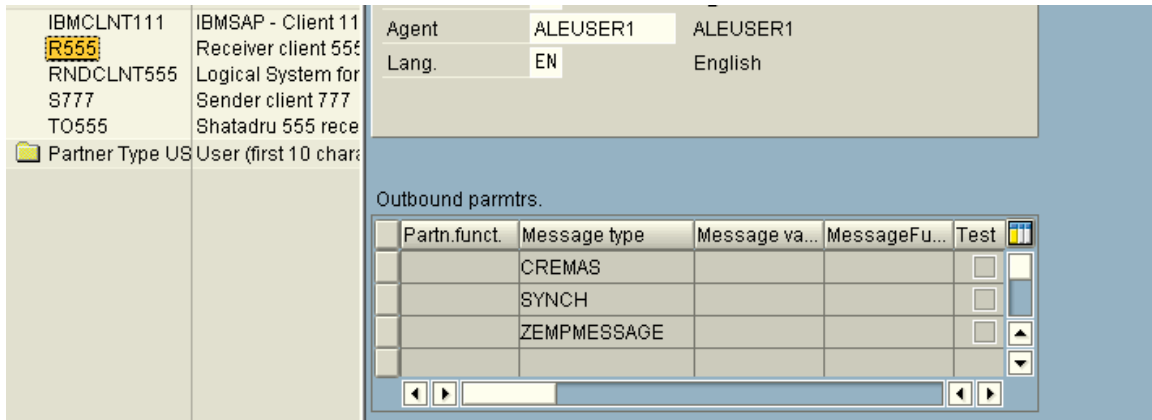 IBMCLNT111 IBMSAP - Client 11
R555 Receiver client 555
RNDCLNT555 Logical System for
S777 Sender client 777
TO555 Shatadru 555 rece
Partner Type US User (first 10 chara
Agent ALEUSER1 ALEUSER1
Lang. EN English
Outbound parmtrs.
Partn.funct. Message type Message va... MessageFu... Test
CREMAS
SYNCH
ZEMPMESSAGE